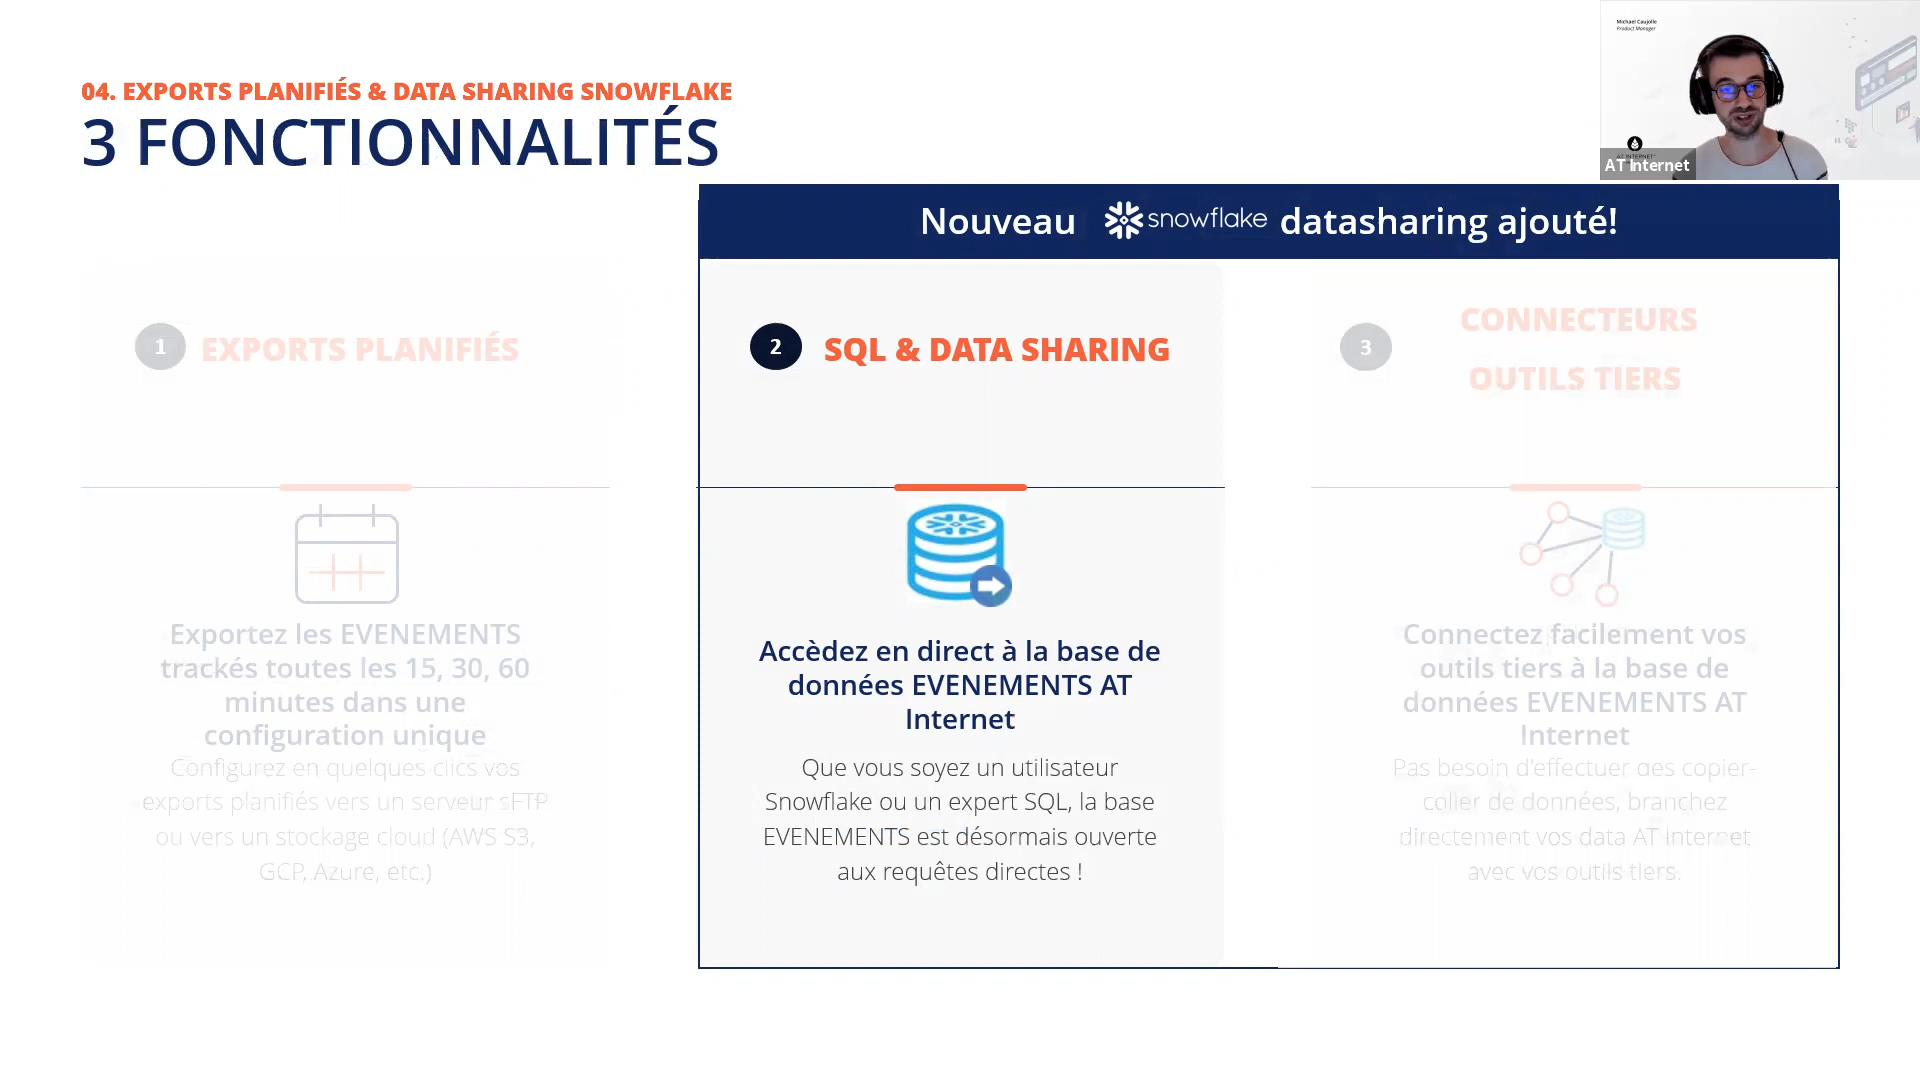 04. EXPORTS PLANIFIÉS & DATA SHARING SNOWFLAKE
3 FONCTIONNALITÉS
Michael Caujolle
Product Manager
AT Internet
Nouveau snowflake datasharing ajouté!
1 EXPORTS PLANIFIÉS
Exportez les EVENEMENTS
trackés toutes les 15, 30, 60
minutes dans une
configuration unique
Configurez en quelques clics vos
exports planifiés vers un serveur sFTP
ou vers un stockage cloud (AWS S3,
GCP, Azure, etc.)
2 SQL & DATA SHARING
Accèdez en direct à la base de
données EVENEMENTS AT
Internet
Que vous soyez un utilisateur
Snowflake ou un expert SQL, la base
EVENEMENTS est désormais ouverte
aux requêtes directes !
3 CONNECTEURS
OUTILS TIERS
Connectez facilement vos
outils tiers à la base de
données EVENEMENTS AT
Internet
Pas besoin d'effectuer des copier-
coller de données, branchez
directement vos data AT Internet
avec vos outils tiers.